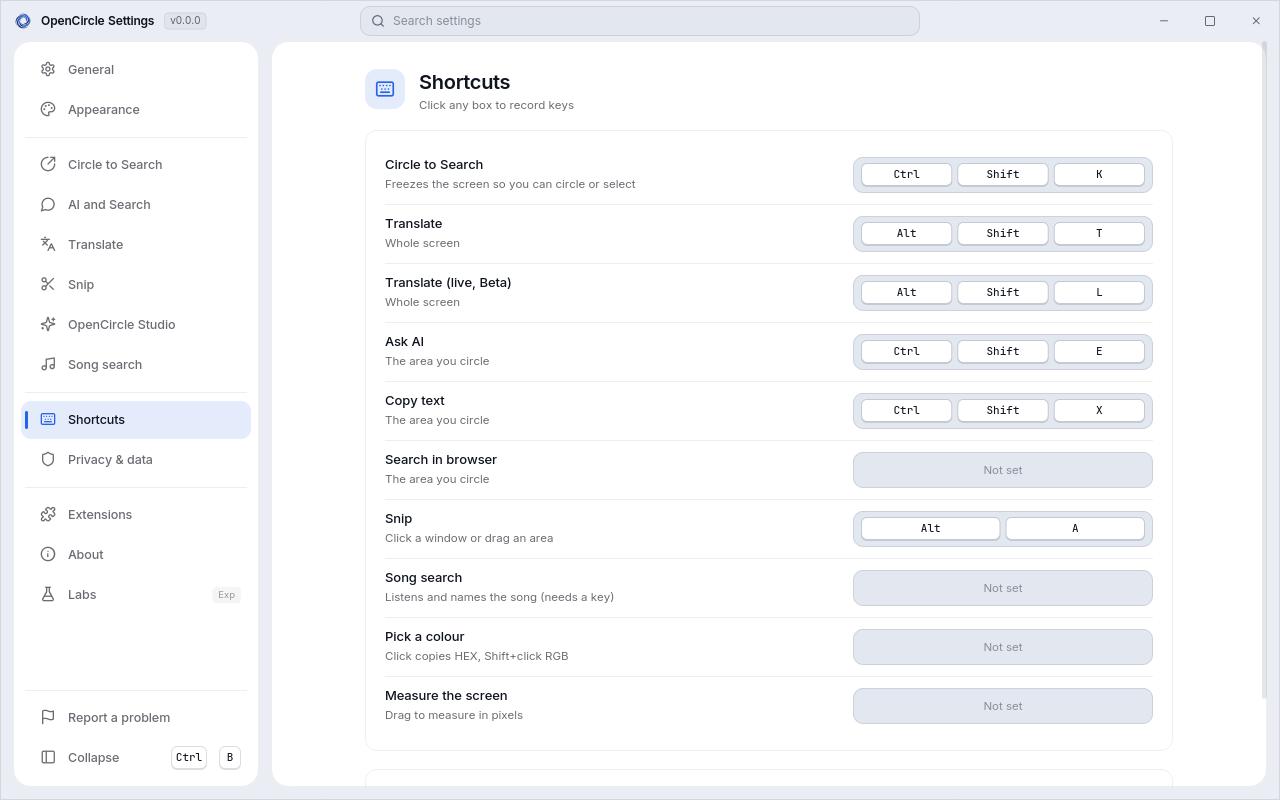 OpenCircle Settings v0.0.0
Search settings
General
Appearance
Circle to Search
AI and Search
Translate
Snip
OpenCircle Studio
Song search
Shortcuts
Privacy & data
Extensions
About
Labs Exp
Report a problem
Collapse Ctrl B
Shortcuts
Click any box to record keys
Circle to Search
Freezes the screen so you can circle or select
Ctrl Shift K
Translate
Whole screen
Alt Shift T
Translate (live, Beta)
Whole screen
Alt Shift L
Ask AI
The area you circle
Ctrl Shift E
Copy text
The area you circle
Ctrl Shift X
Search in browser
The area you circle
Not set
Snip
Click a window or drag an area
Alt A
Song search
Listens and names the song (needs a key)
Not set
Pick a colour
Click copies HEX, Shift+click RGB
Not set
Measure the screen
Drag to measure in pixels
Not set